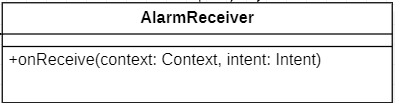 AlarmReceiver
+onReceive(context: Context, intent: Intent)